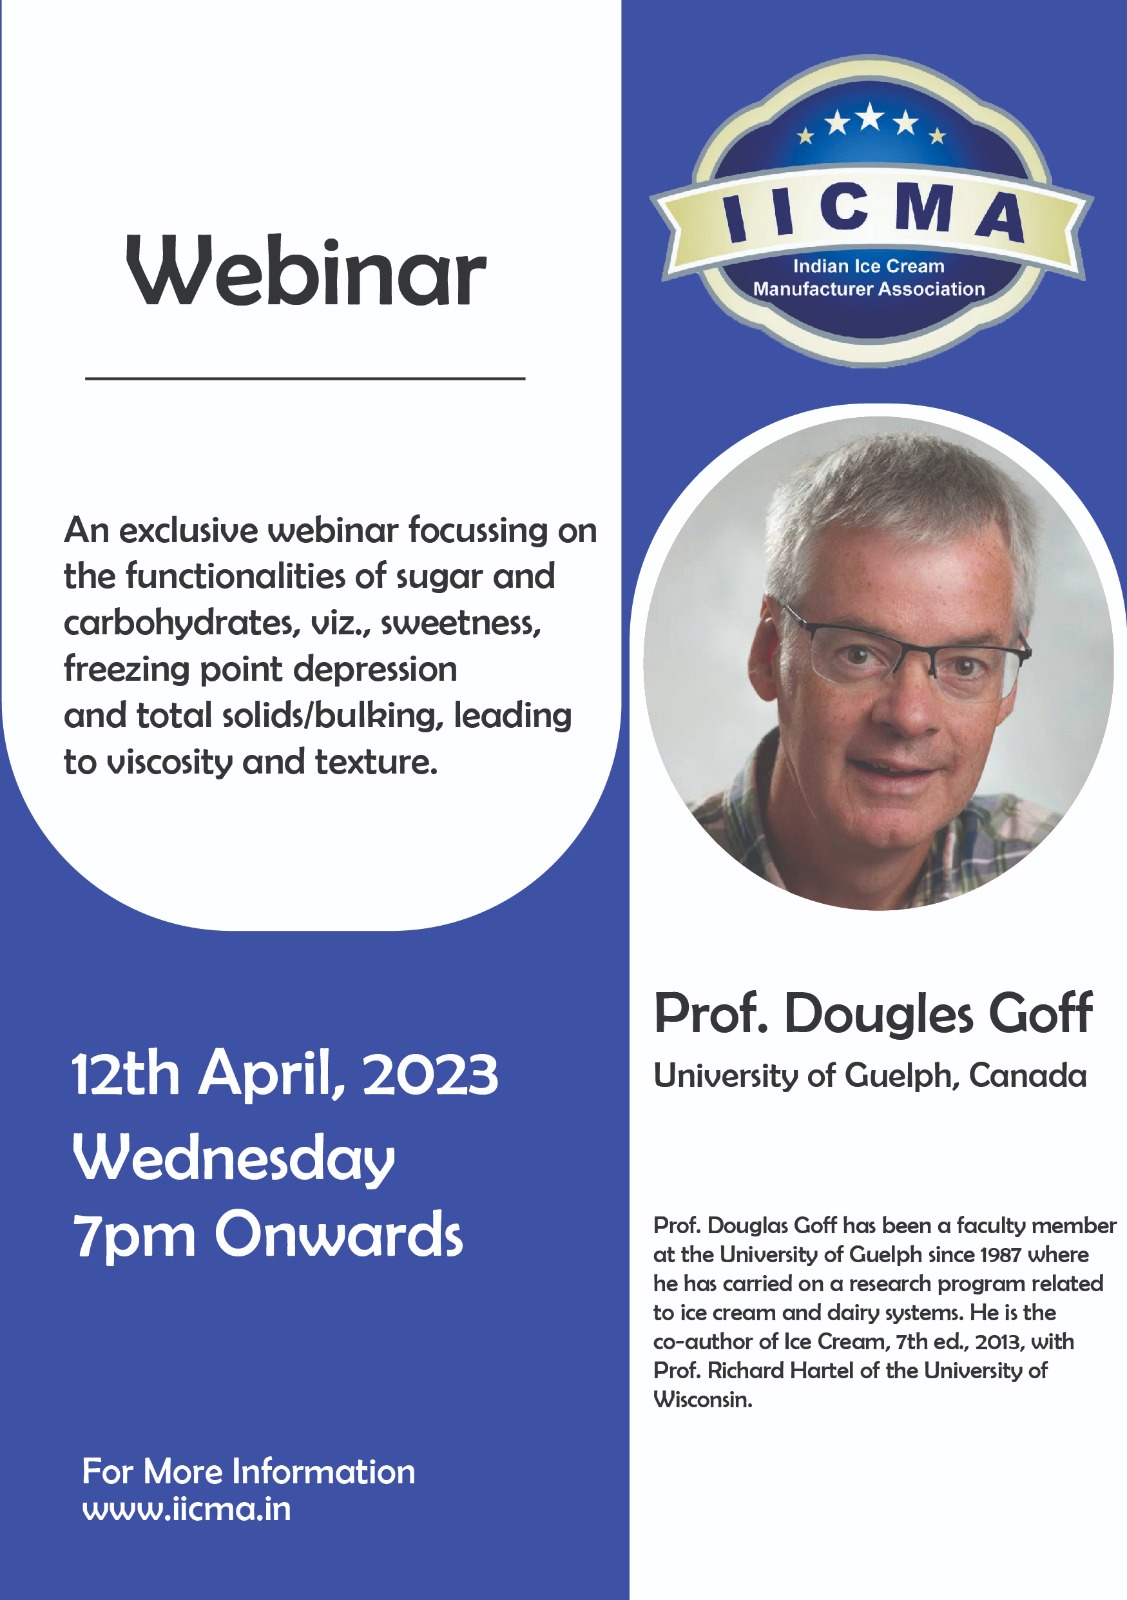 Webinar
An exclusive webinar focussing on
the functionalities of sugar and
carbohydrates, viz., sweetness,
freezing point depression
and total solids/bulking, leading
to viscosity and texture.
12th April, 2023
Wednesday
7pm Onwards
For More Information
www.iicma.in
IICMA
Indian Ice Cream
Manufacturer Association
Prof. Dougles Goff
University of Guelph, Canada
Prof. Douglas Goff has been a faculty member
at the University of Guelph since 1987 where
he has carried on a research program related
to ice cream and dairy systems. He is the
co-author of Ice Cream, 7th ed., 2013, with
Prof. Richard Hartel of the University of
Wisconsin.